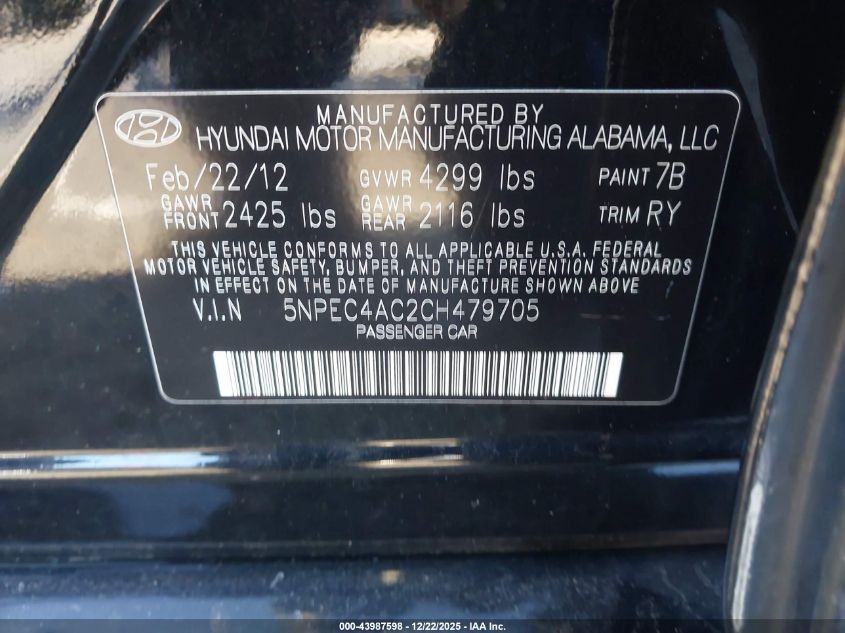 MANUFACTURED BY
HYUNDAI MOTOR MANUFACTURING ALABAMA, LLC
Feb/22/12 GVWR 4299 lbs PAINT 7B
GAWR FRONT 2425 lbs GAWR REAR 2116 lbs TRIM RY
THIS VEHICLE CONFORMS TO ALL APPLICABLE U.S.A. FEDERAL
MOTOR VEHICLE SAFETY, BUMPER, AND THEFT PREVENTION STANDARDS
IN EFFECT ON THE DATE OF MANUFACTURE SHOWN ABOVE.
V.I.N 5NPEC4AC2CH479705
PASSENGER CAR
000-43987598 - 12/22/2025 - IAA Inc.